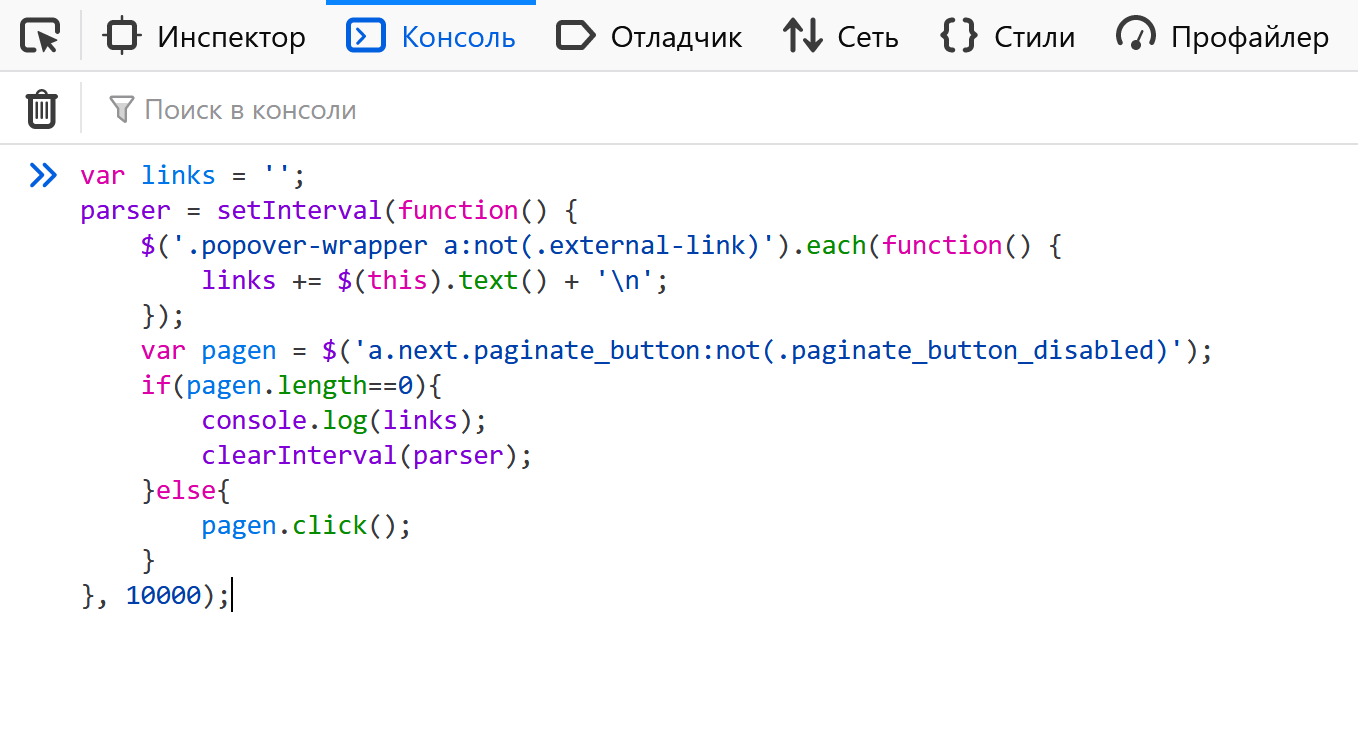 Инспектор Консоль Отладчик Сеть Стили Профайлер
Поиск в консоли
var links = '';
parser = setInterval(function() {
    $('.popover-wrapper a:not(.external-link)').each(function() {
        links += $(this).text() + '\n';
    });
    var pagen = $('a.next.paginate_button:not(.paginate_button_disabled)');
    if(pagen.length==0){
        console.log(links);
        clearInterval(parser);
    }else{
        pagen.click();
    }
}, 10000);